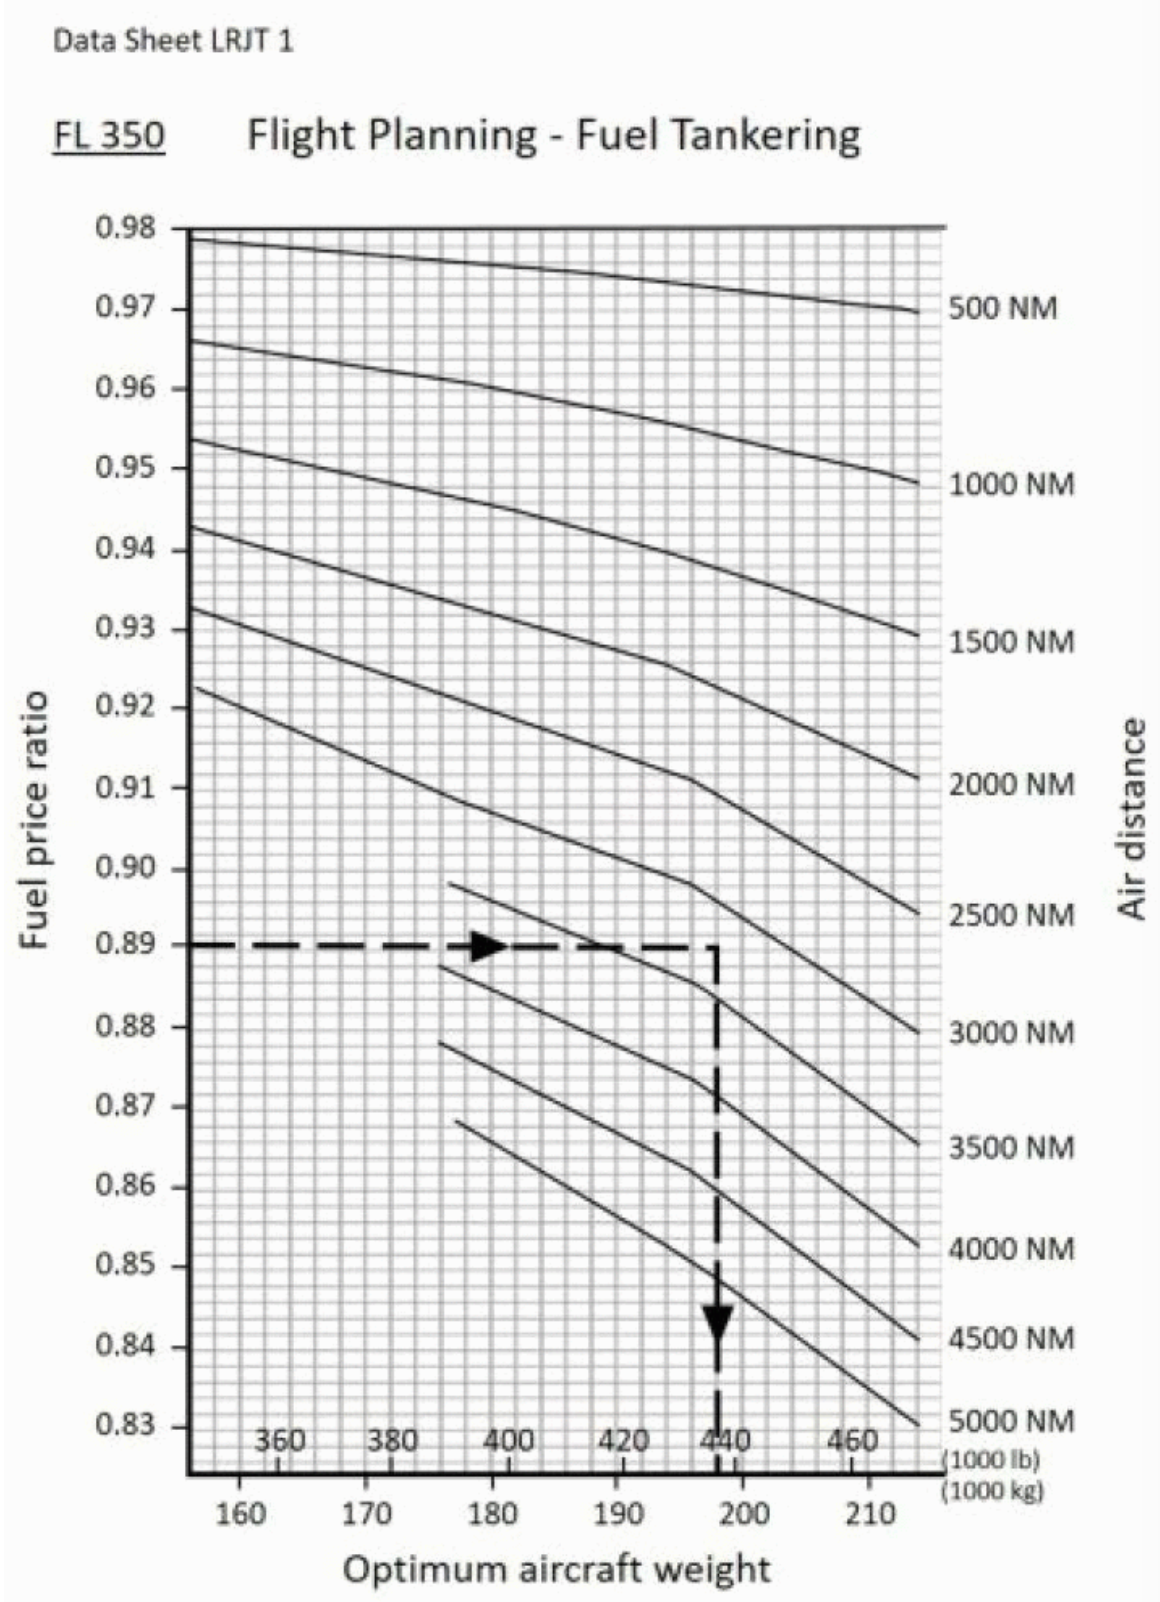 Data Sheet LRJT 1
FL 350 Flight Planning - Fuel Tankering
0.98
0.97
0.96
0.95
0.94
0.93
0.92
0.91
0.90
0.89
0.88
0.87
0.86
0.85
0.84
0.83
Fuel price ratio
500 NM
1000 NM
1500 NM
2000 NM
2500 NM
3000 NM
3500 NM
4000 NM
4500 NM
5000 NM
Air distance
360 380 400 420 440 460
(1000 lb)
(1000 kg)
160 170 180 190 200 210
Optimum aircraft weight